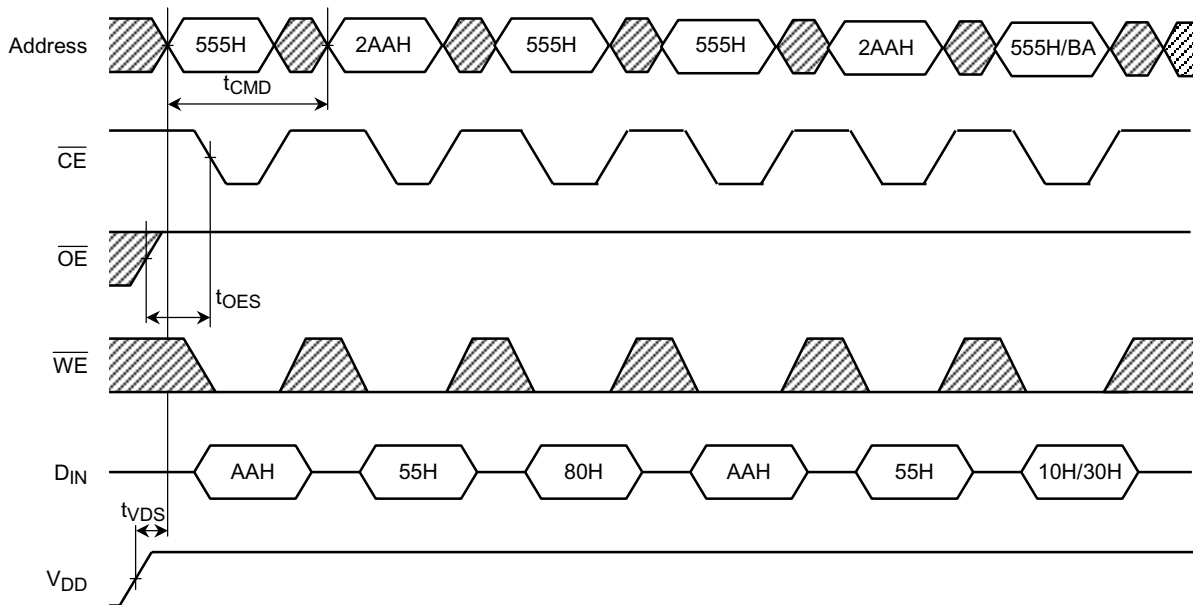 Address 555H 2AAH 555H 555H 2AAH 555H/BA
tCMD
CE
OE
tOES
WE
DIN AAH 55H 80H AAH 55H 10H/30H
tVDS
VDD